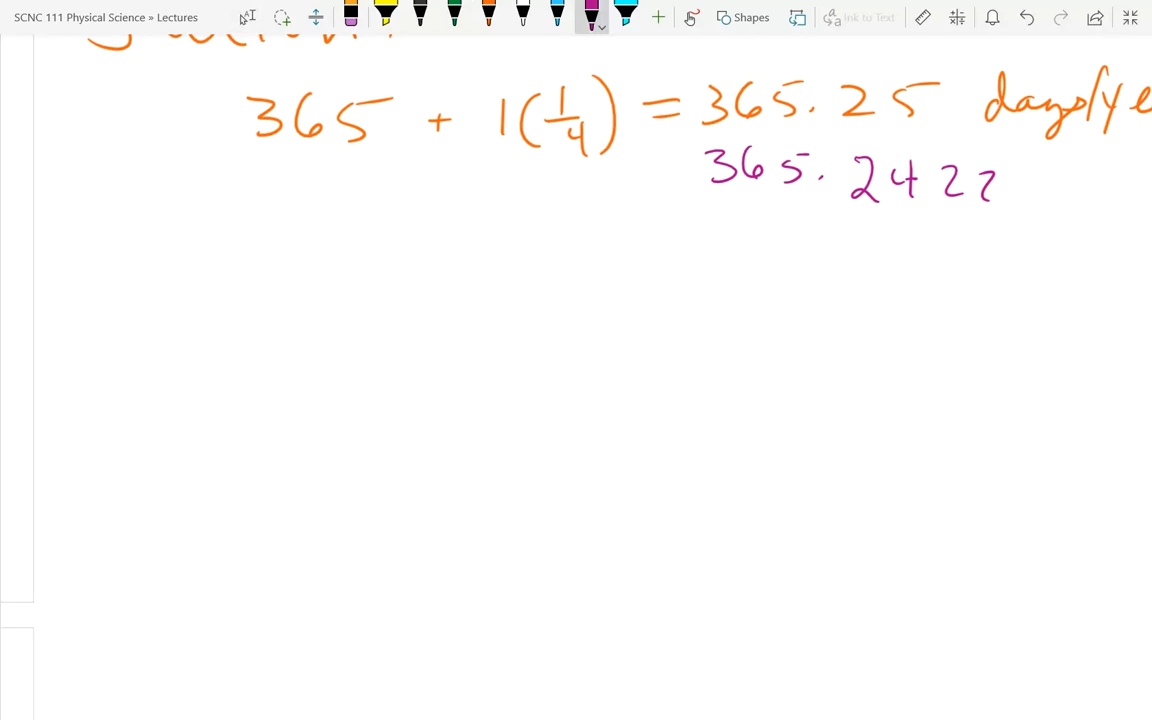 SCNC 111 Physical Science » Lectures
Shapes
Ink to Text
365 + 1(1/4) = 365.25 days/ye
365.2422